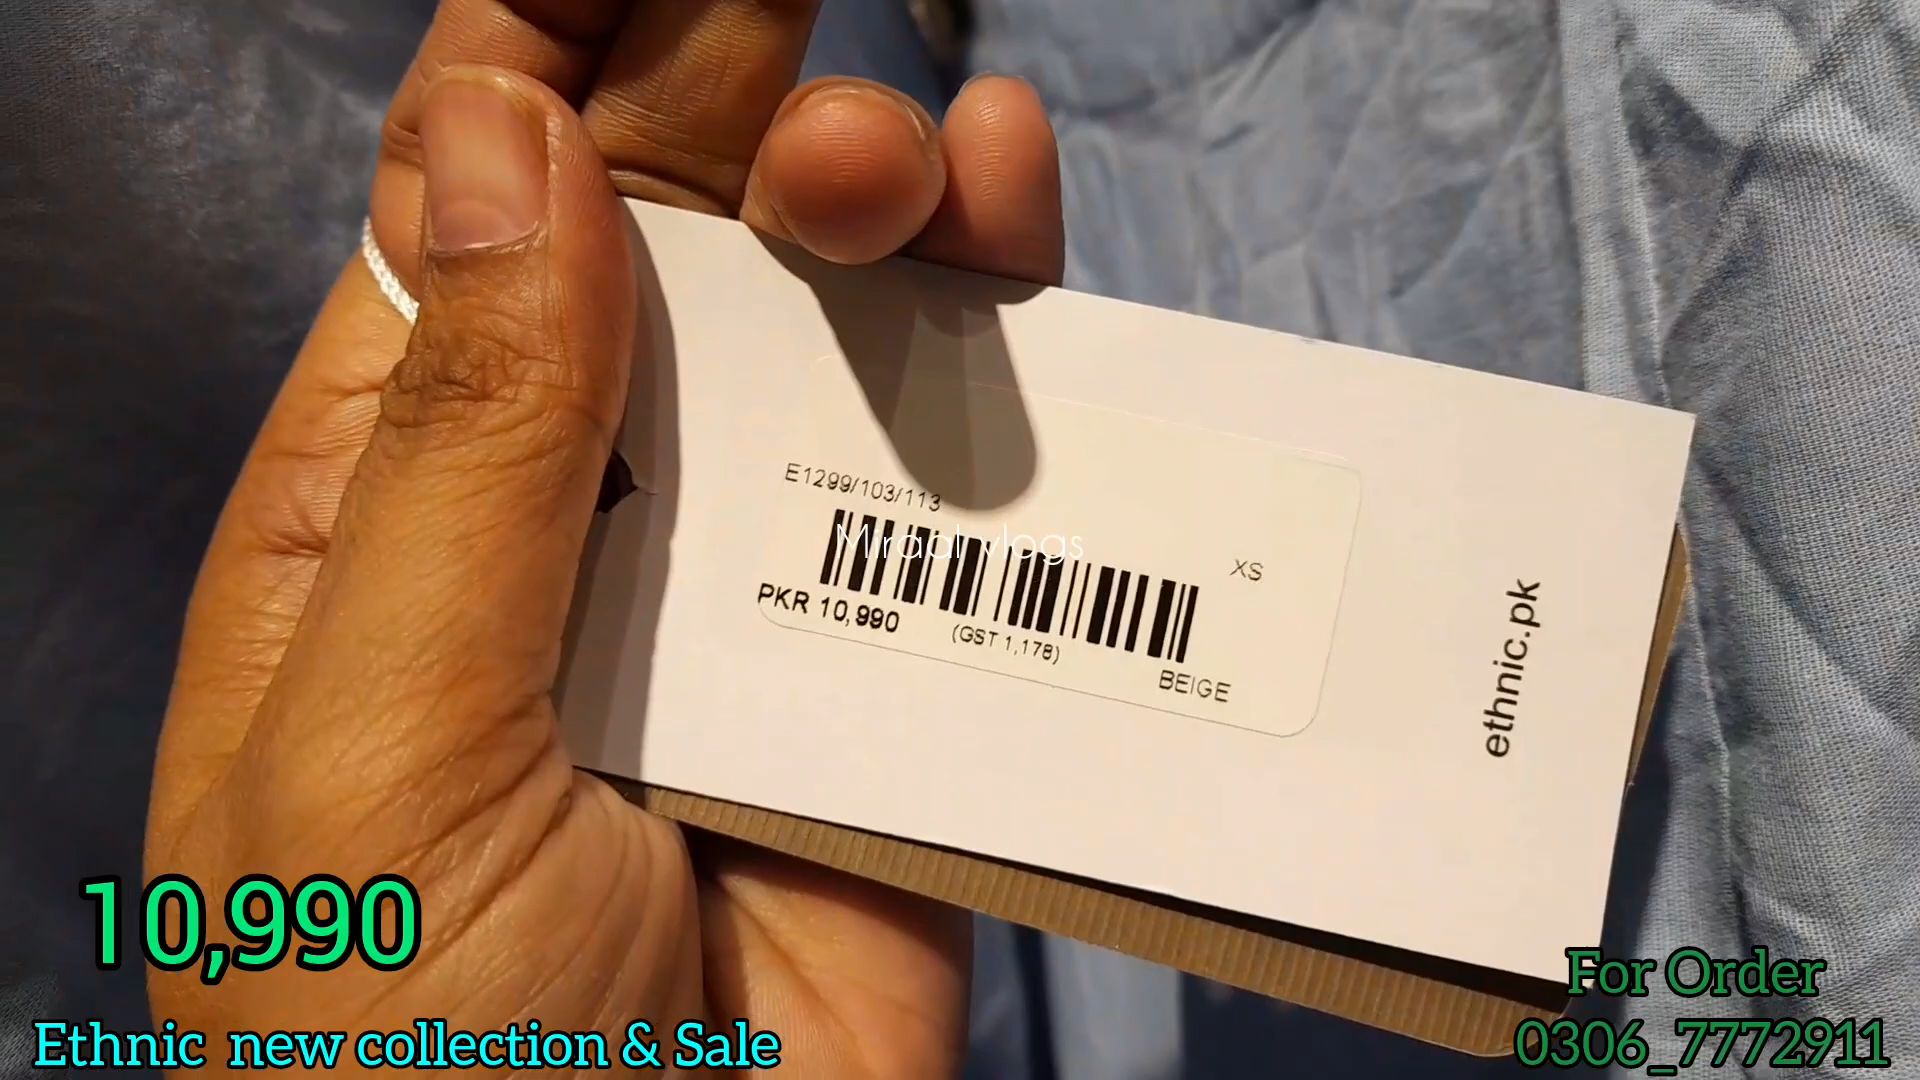 E1299/103/113
Miraal vlogs
XS
PKR 10,990
(GST 1,178)
BEIGE
ethnic.pk
10,990
Ethnic new collection & Sale
For Order
0306_7772911